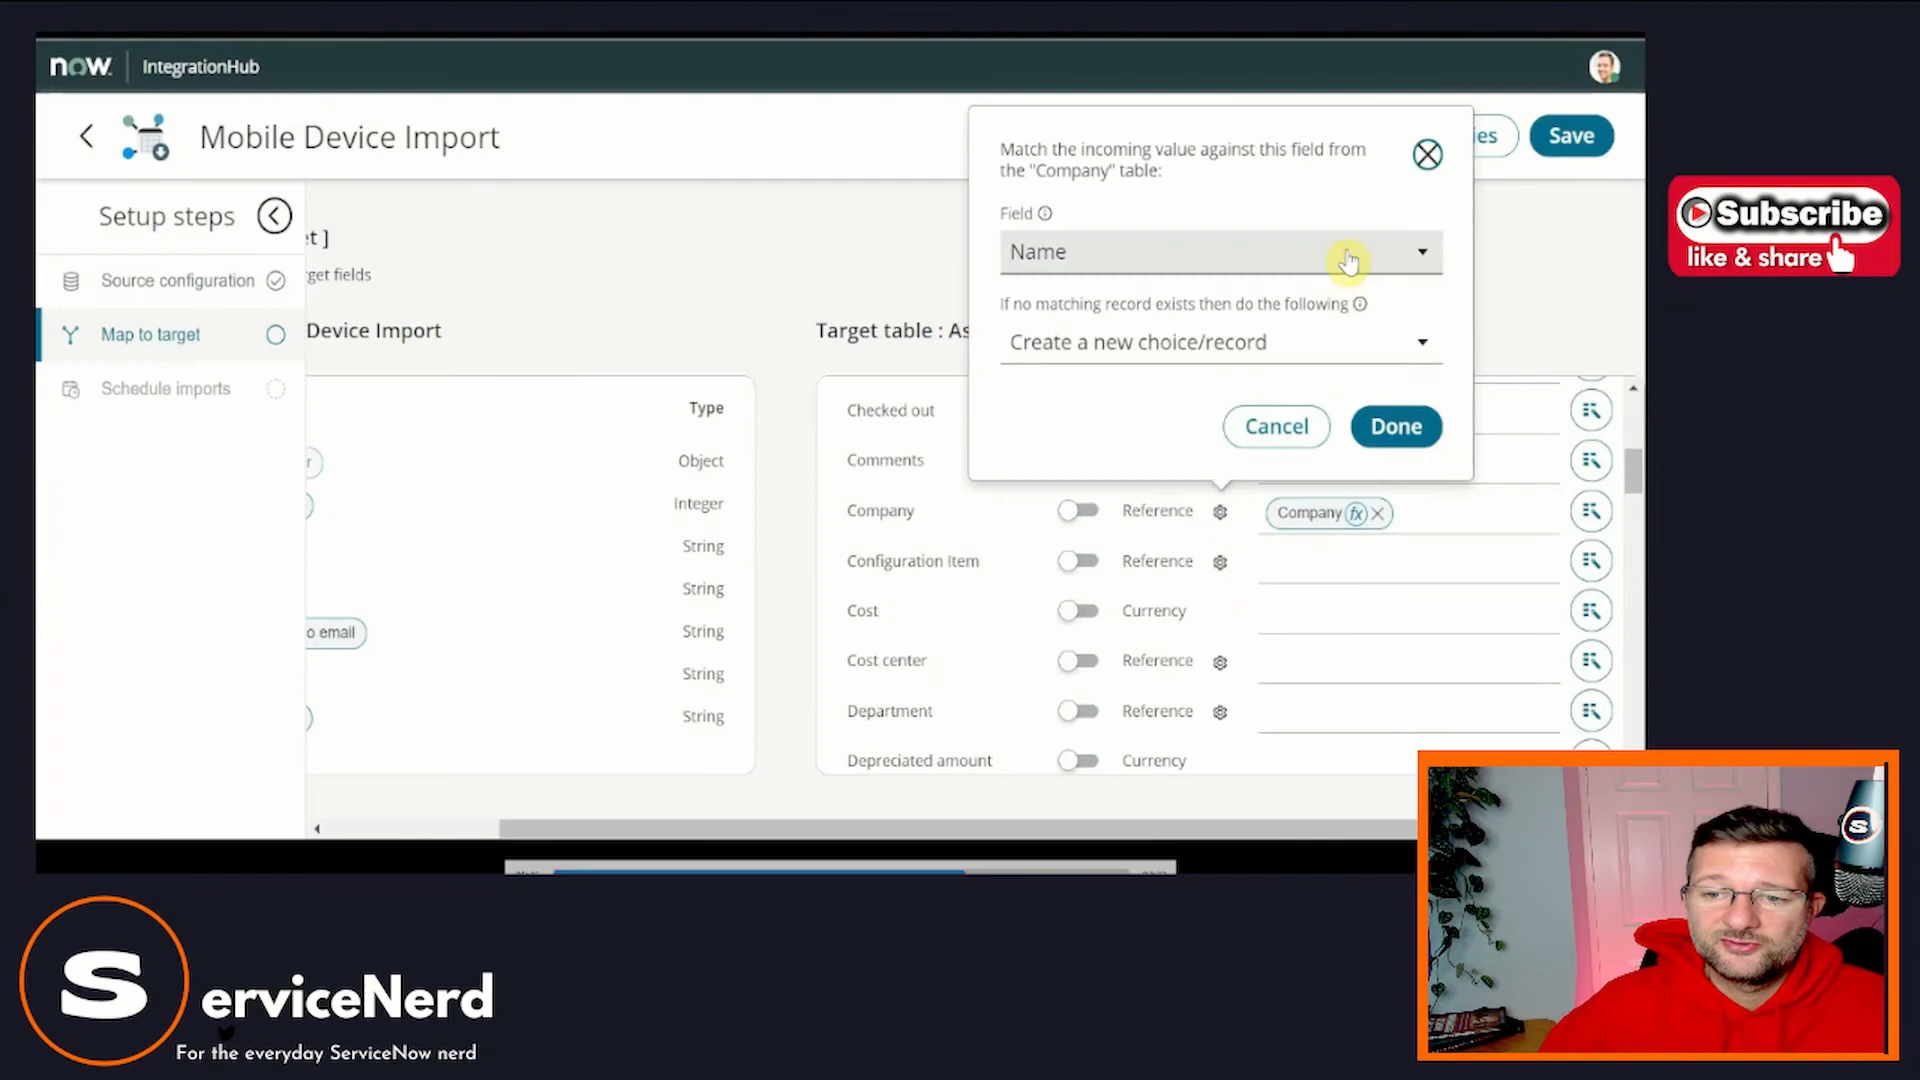 now IntegrationHub
Mobile Device Import
ies
Save
Setup steps
Source configuration
Map to target
Schedule imports
et ]
rget fields
Device Import
Type
r
Object
Integer
String
String
o email
String
String
String
Target table : As
Match the incoming value against this field from
the "Company" table:
Field
Name
If no matching record exists then do the following
Create a new choice/record
Cancel
Done
Checked out
Comments
Company Reference Company fx
Configuration Item Reference
Cost Currency
Cost center Reference
Department Reference
Depreciated amount Currency
Subscribe
like & share
S
S
erviceNerd
For the everyday ServiceNow nerd